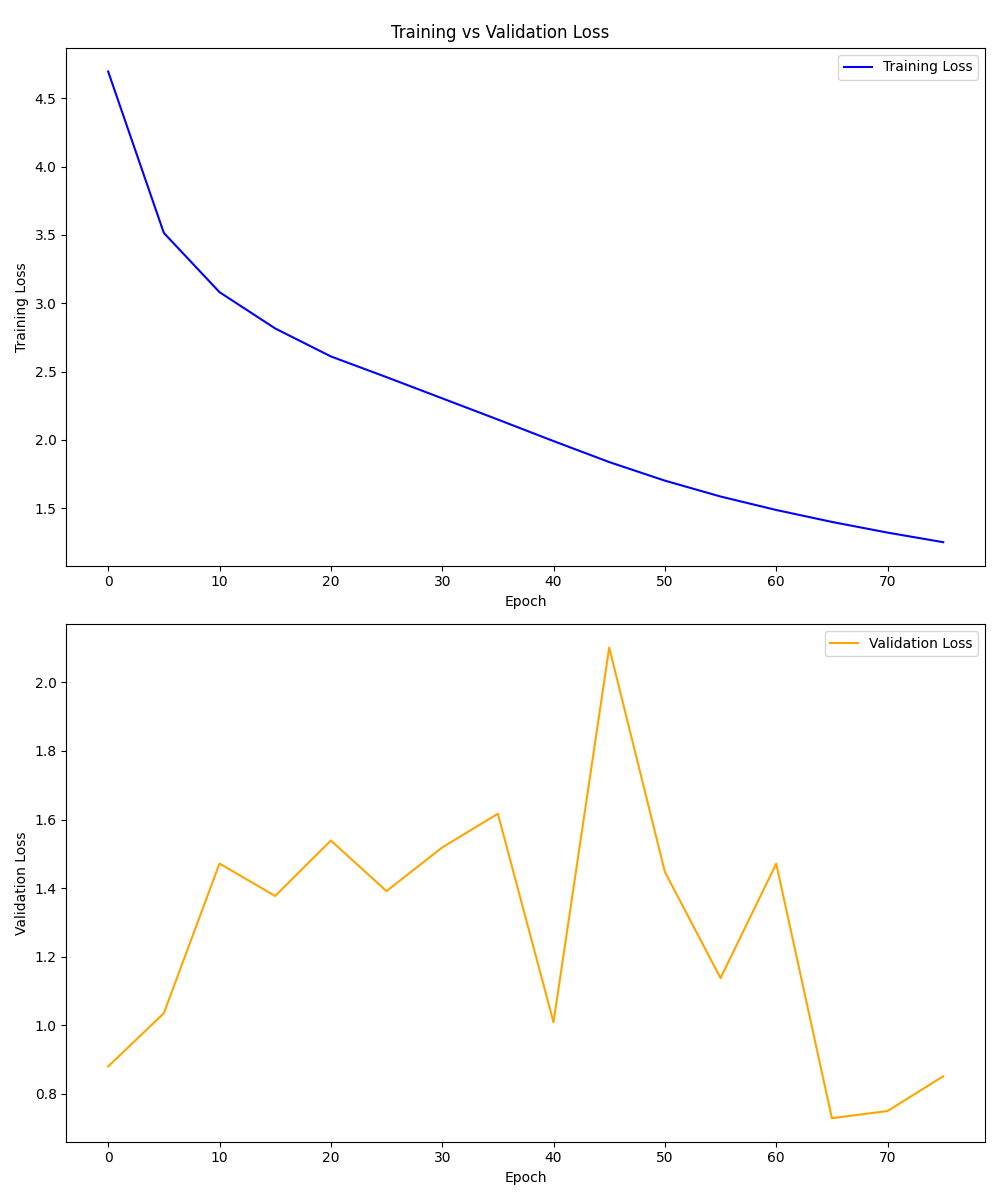 Training vs Validation Loss
Training Loss
4.5
4.0
3.5
3.0
2.5
2.0
1.5
Training Loss
0 10 20 30 40 50 60 70
Epoch
Validation Loss
2.0
1.8
1.6
1.4
1.2
1.0
0.8
Validation Loss
0 10 20 30 40 50 60 70
Epoch